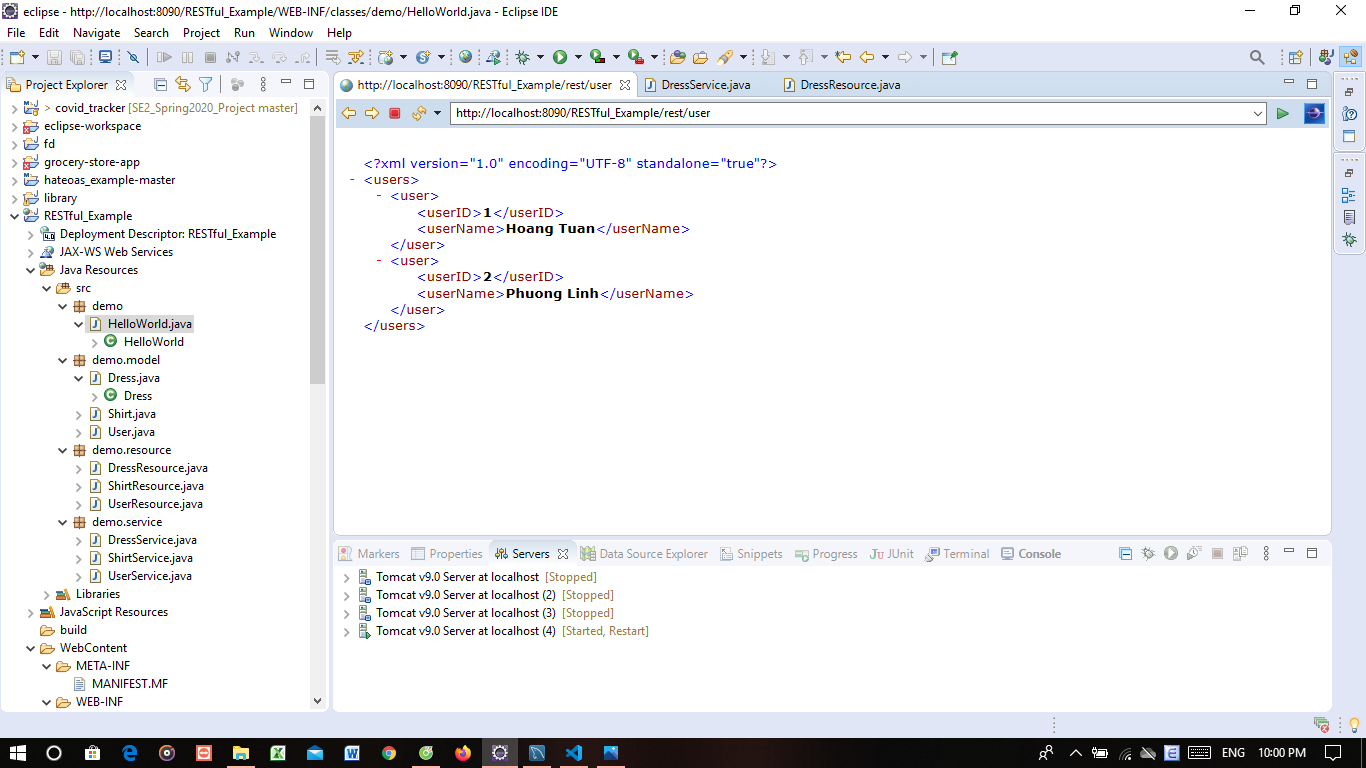 eclipse - http://localhost:8090/RESTful_Example/WEB-INF/classes/demo/HelloWorld.java - Eclipse IDE
File Edit Navigate Search Project Run Window Help
Project Explorer
> covid_tracker [SE2_Spring2020_Project master]
eclipse-workspace
fd
grocery-store-app
hateoas_example-master
library
RESTful_Example
Deployment Descriptor: RESTful_Example
JAX-WS Web Services
Java Resources
src
demo
HelloWorld.java
HelloWorld
demo.model
Dress.java
Dress
Shirt.java
User.java
demo.resource
DressResource.java
ShirtResource.java
UserResource.java
demo.service
DressService.java
ShirtService.java
UserService.java
Libraries
JavaScript Resources
build
WebContent
META-INF
MANIFEST.MF
WEB-INF
http://localhost:8090/RESTful_Example/rest/user DressService.java DressResource.java
http://localhost:8090/RESTful_Example/rest/user
<?xml version="1.0" encoding="UTF-8" standalone="true"?>
- <users>
- <user>
<userID>1</userID>
<userName>Hoang Tuan</userName>
</user>
- <user>
<userID>2</userID>
<userName>Phuong Linh</userName>
</user>
</users>
Markers Properties Servers Data Source Explorer Snippets Progress JUnit Terminal Console
Tomcat v9.0 Server at localhost [Stopped]
Tomcat v9.0 Server at localhost (2) [Stopped]
Tomcat v9.0 Server at localhost (3) [Stopped]
Tomcat v9.0 Server at localhost (4) [Started, Restart]
ENG 10:00 PM